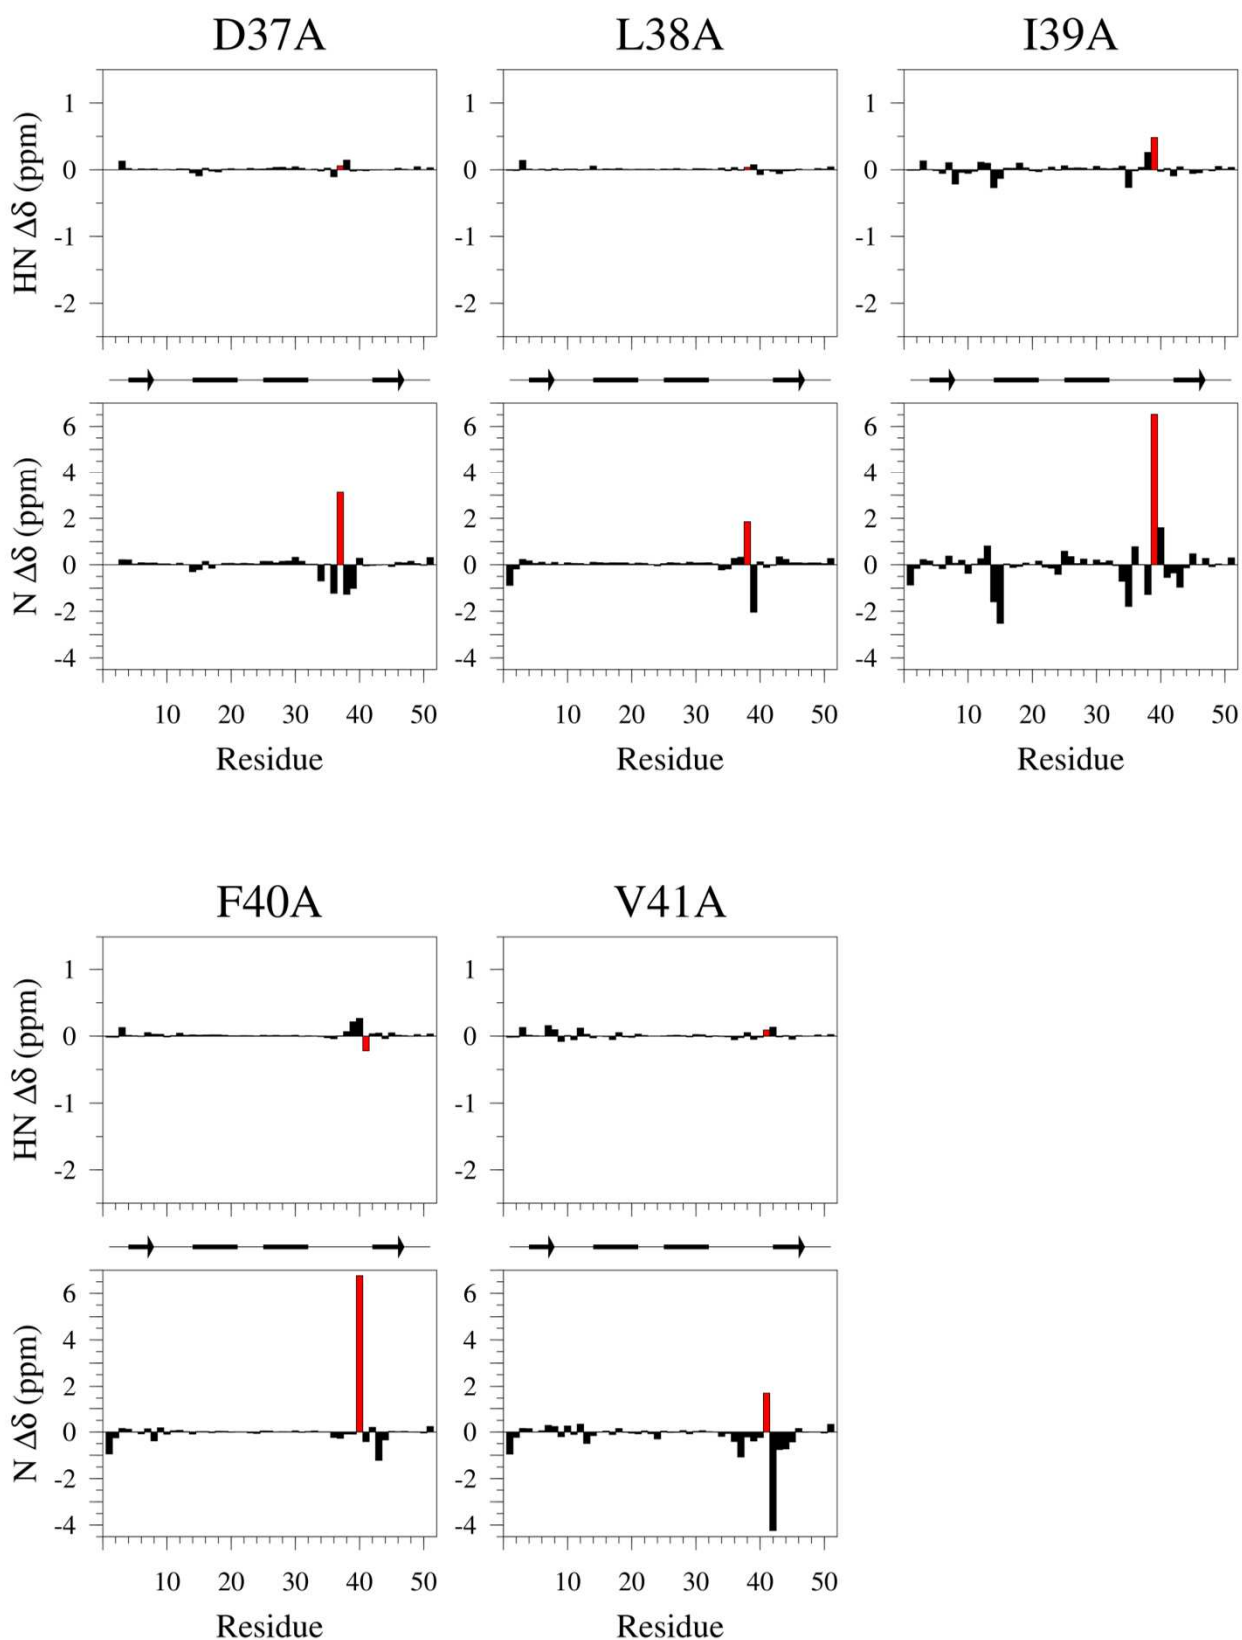 D37A L38A I39A
HN Δδ (ppm)
1 1 1
0 0 0
-1 -1 -1
-2 -2 -2
N Δδ (ppm)
6 6 6
4 4 4
2 2 2
0 0 0
-2 -2 -2
-4 -4 -4
10 20 30 40 50 10 20 30 40 50 10 20 30 40 50
Residue Residue Residue
F40A V41A
HN Δδ (ppm)
1 1
0 0
-1 -1
-2 -2
N Δδ (ppm)
6 6
4 4
2 2
0 0
-2 -2
-4 -4
10 20 30 40 50 10 20 30 40 50
Residue Residue